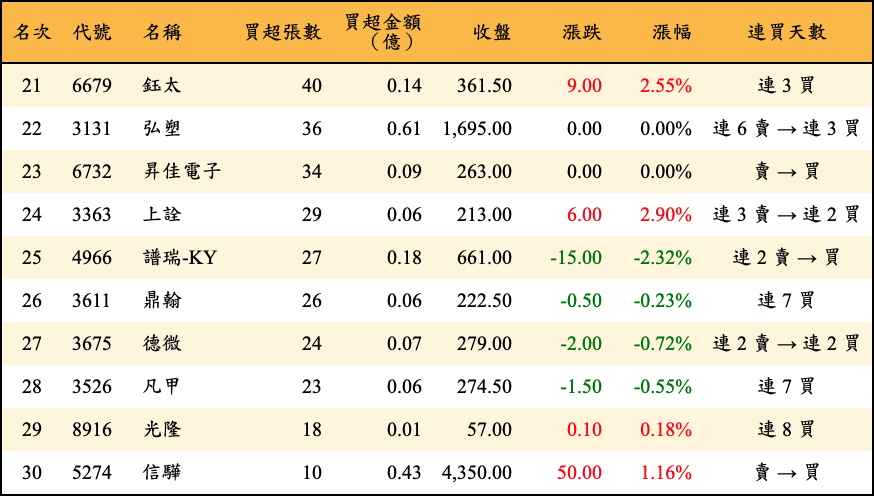 名次 代號 名稱 買超張數 買超金額（億） 收盤 漲跌 漲幅 連買天數
21 6679 鈺太 40 0.14 361.50 9.00 2.55% 連 3 買
22 3131 弘塑 36 0.61 1,695.00 0.00 0.00% 連 6 賣 → 連 3 買
23 6732 昇佳電子 34 0.09 263.00 0.00 0.00% 賣 → 買
24 3363 上詮 29 0.06 213.00 6.00 2.90% 連 3 賣 → 連 2 買
25 4966 譜瑞-KY 27 0.18 661.00 -15.00 -2.32% 連 2 賣 → 買
26 3611 鼎翰 26 0.06 222.50 -0.50 -0.23% 連 7 買
27 3675 德微 24 0.07 279.00 -2.00 -0.72% 連 2 賣 → 連 2 買
28 3526 凡甲 23 0.06 274.50 -1.50 -0.55% 連 7 買
29 8916 光隆 18 0.01 57.00 0.10 0.18% 連 8 買
30 5274 信驊 10 0.43 4,350.00 50.00 1.16% 賣 → 買